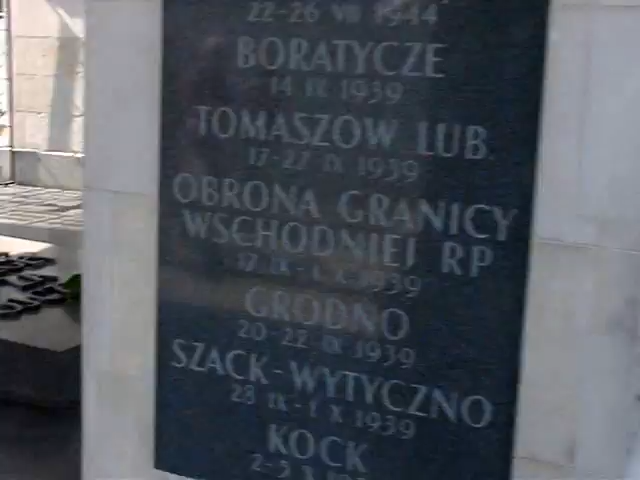 22-26 VII 1944
BORATYCZE
14 IX 1939
TOMASZÓW LUB.
17-27 IX 1939
OBRONA GRANICY
WSCHODNIEJ RP
17 IX - 1 X 1939
GRODNO
20-22 IX 1939
SZACK-WYTYCZNO
28 IX - 1 X 1939
KOCK
2-5 X